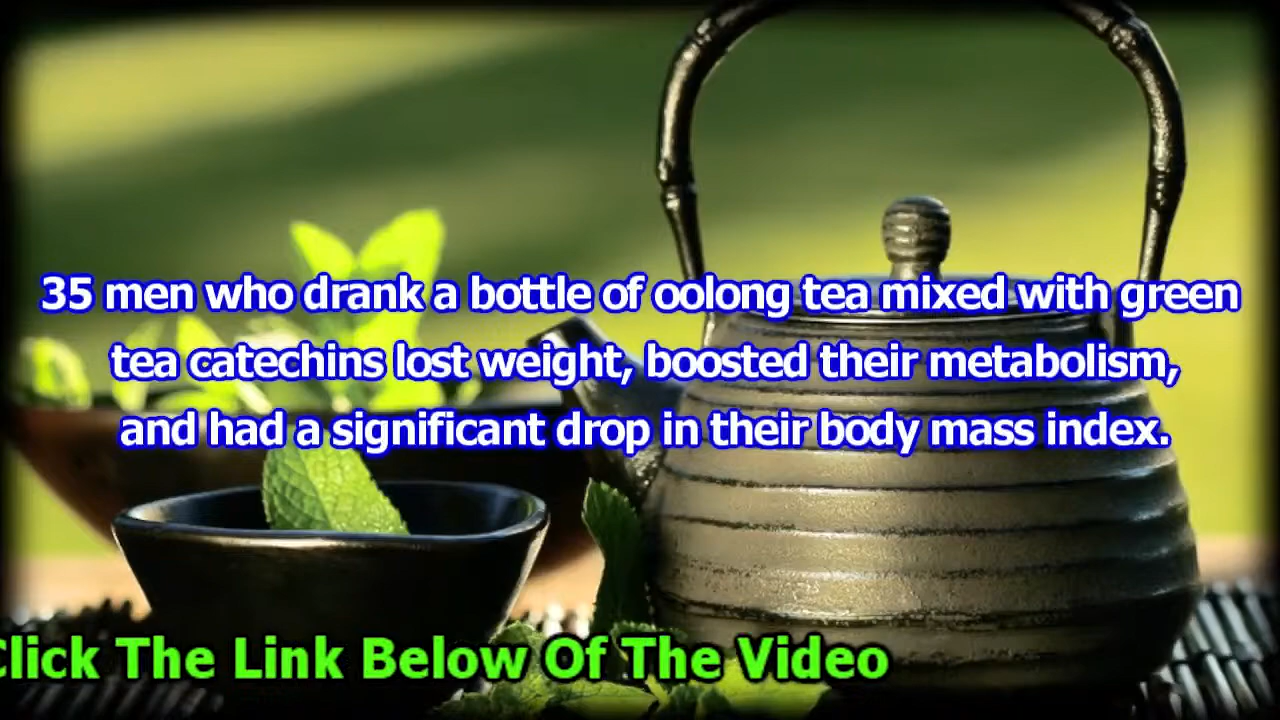 35 men who drank a bottle of oolong tea mixed with green
tea catechins lost weight, boosted their metabolism,
and had a significant drop in their body mass index.
Click The Link Below Of The Video